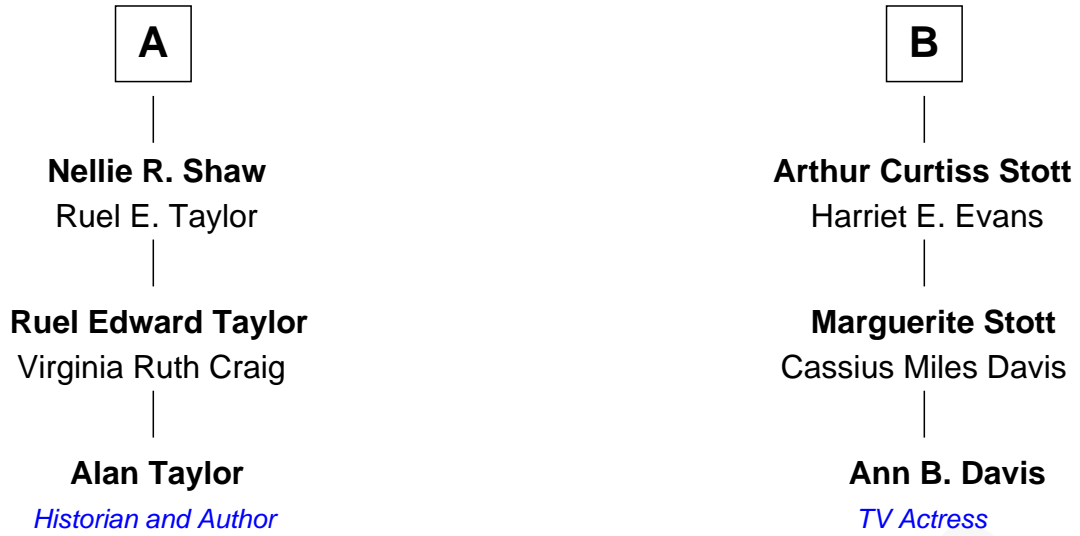 A
Nellie R. Shaw
Ruel E. Taylor
Ruel Edward Taylor
Virginia Ruth Craig
Alan Taylor
Historian and Author
B
Arthur Curtiss Stott
Harriet E. Evans
Marguerite Stott
Cassius Miles Davis
Ann B. Davis
TV Actress